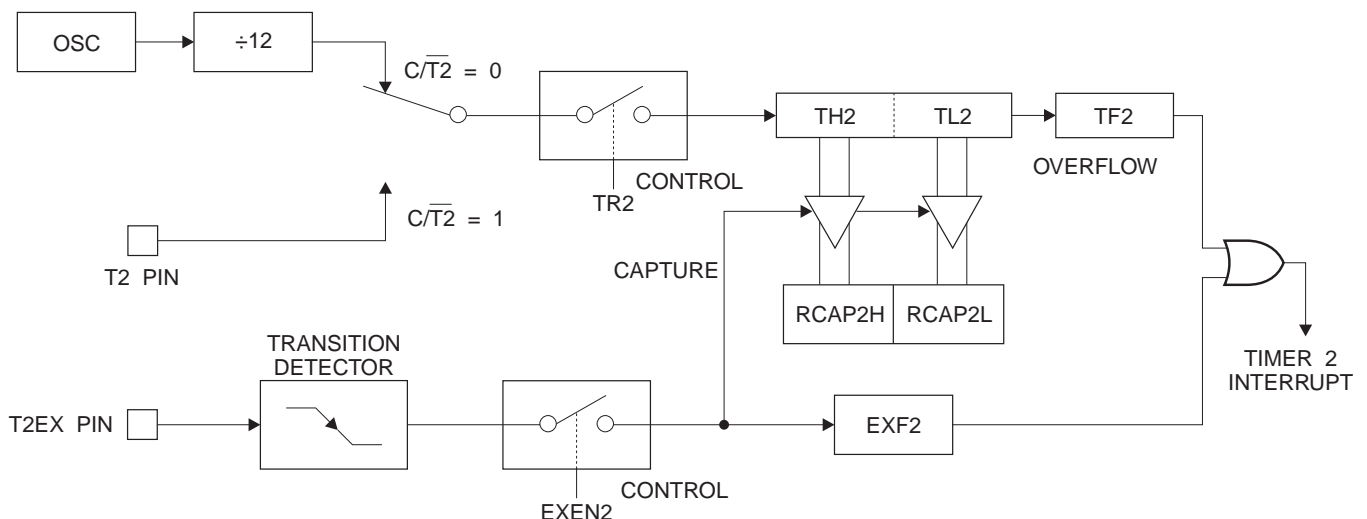 OSC
÷12
C/T2̅ = 0
TH2
TL2
TF2
OVERFLOW
CONTROL
TR2
C/T2̅ = 1
T2 PIN
CAPTURE
RCAP2H
RCAP2L
TRANSITION
DETECTOR
TIMER 2
INTERRUPT
T2EX PIN
EXF2
CONTROL
EXEN2